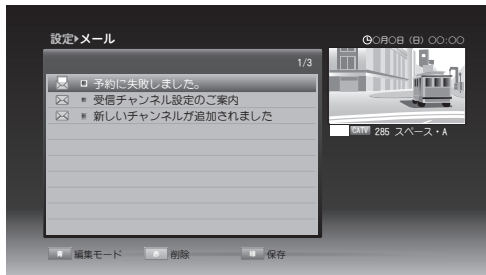 設定▸メール
○月○日（日）○○:○○
1/3
予約に失敗しました。
受信チャンネル設定のご案内
新しいチャンネルが追加されました
CATV 285 スペース・A
青 編集モード 赤 削除 緑 保存